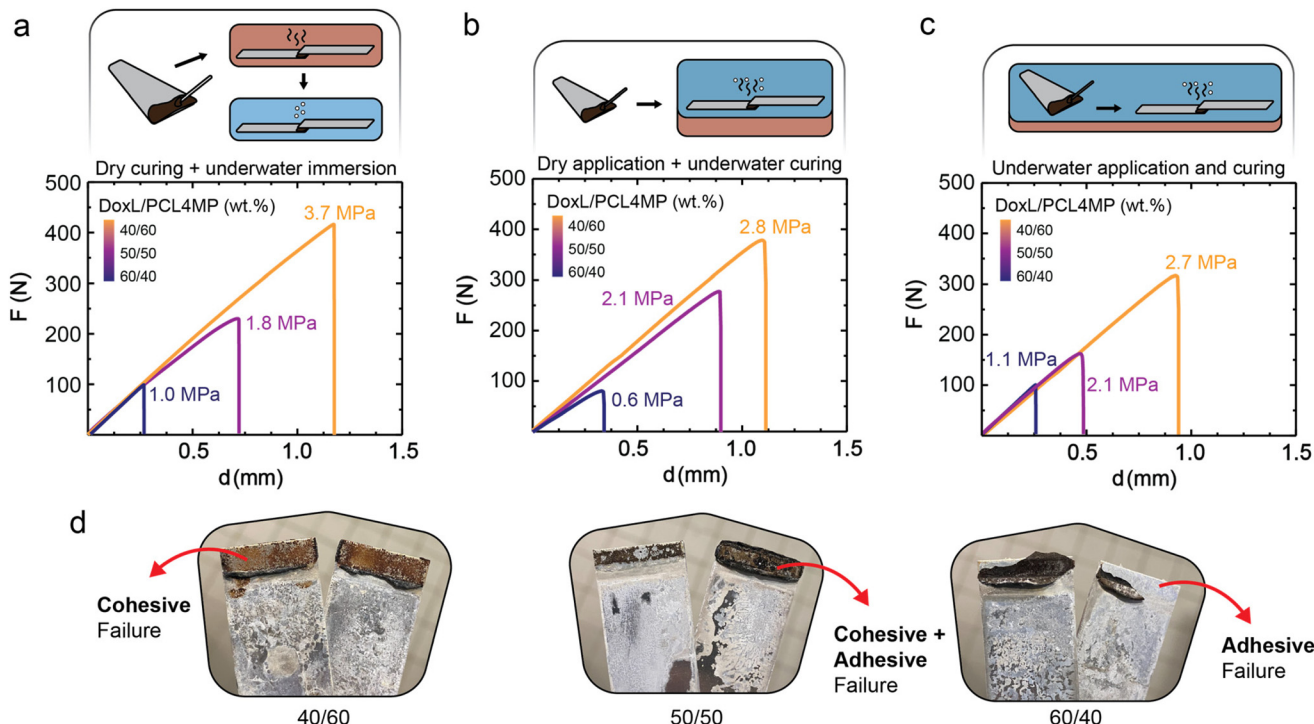 a
Dry curing + underwater immersion
500
400
300
200
100
F (N)
DoxL/PCL4MP (wt.%)
40/60
50/50
60/40
3.7 MPa
1.8 MPa
1.0 MPa
0.5
1.0
1.5
d (mm)
b
Dry application + underwater curing
500
400
300
200
100
F (N)
DoxL/PCL4MP (wt.%)
40/60
50/50
60/40
2.8 MPa
2.1 MPa
0.6 MPa
0.5
1.0
1.5
d (mm)
c
Underwater application and curing
500
400
300
200
100
F (N)
DoxL/PCL4MP (wt.%)
40/60
50/50
60/40
2.7 MPa
1.1 MPa
2.1 MPa
0.5
1.0
1.5
d (mm)
d
Cohesive
Failure
40/60
Cohesive +
Adhesive
Failure
50/50
Adhesive
Failure
60/40